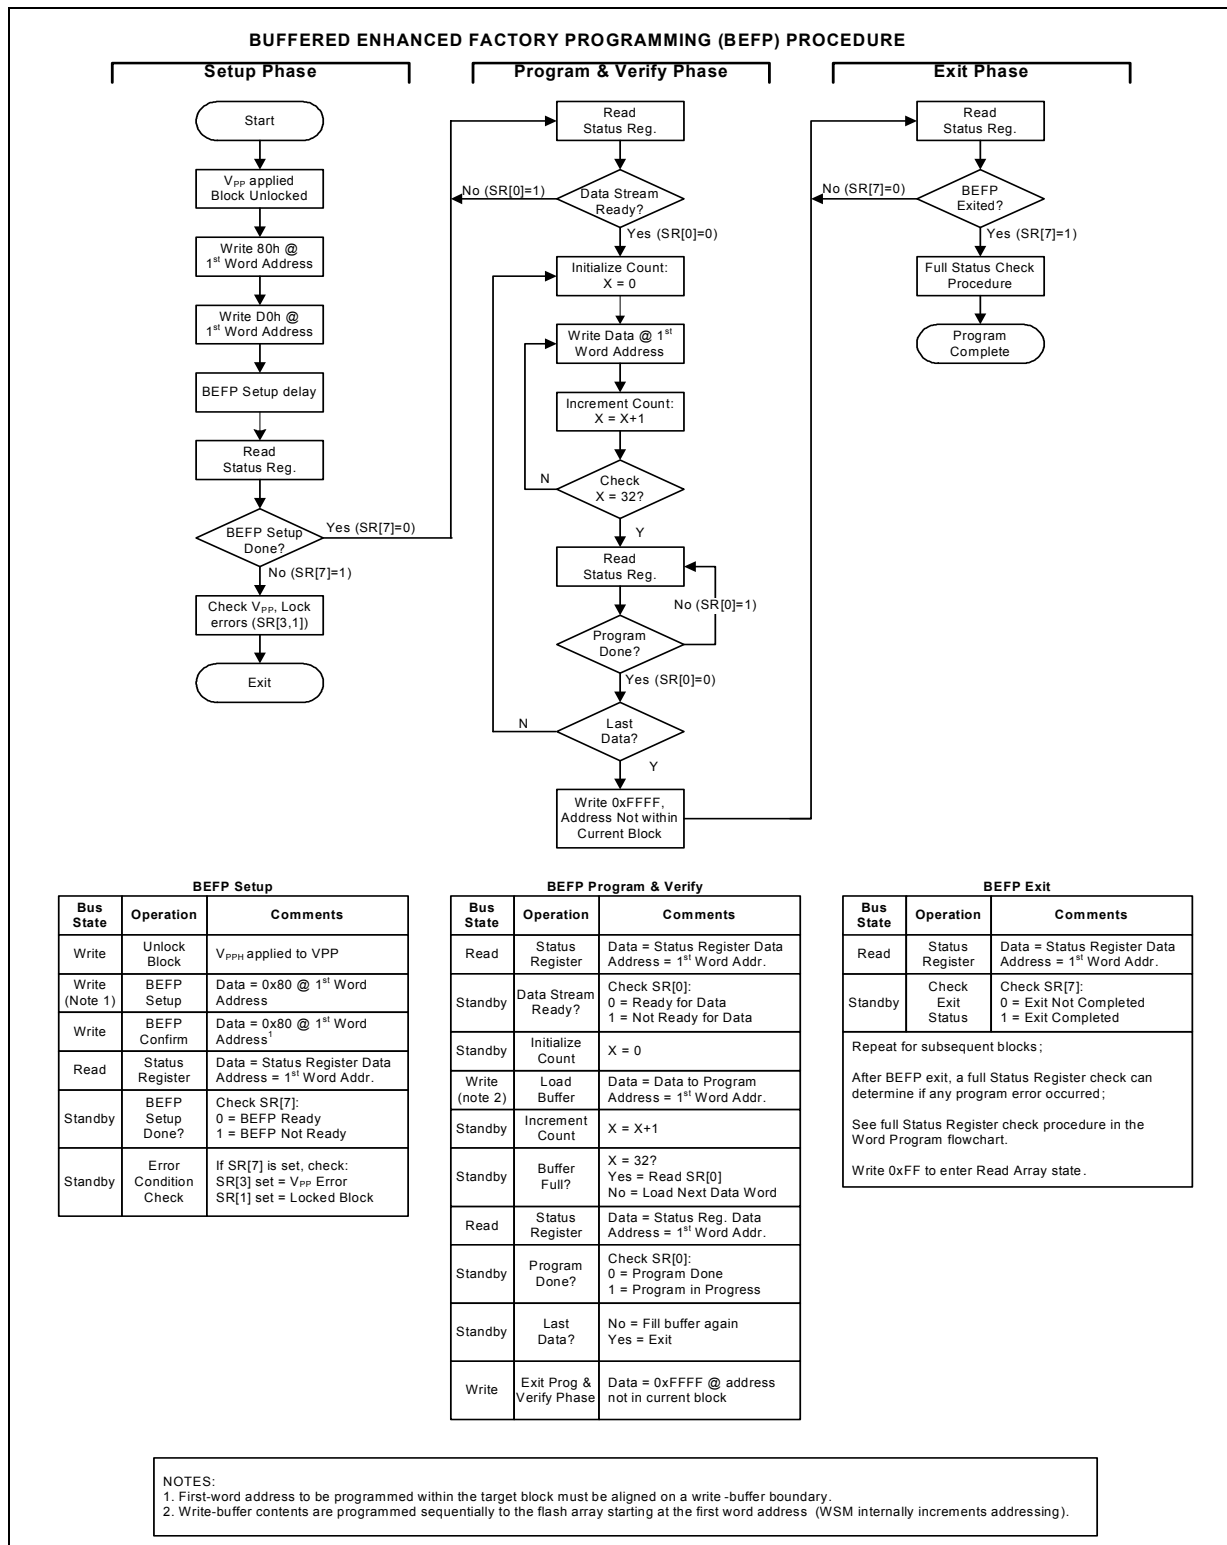 BUFFERED ENHANCED FACTORY PROGRAMMING (BEFP) PROCEDURE
Setup Phase
Start
VPP applied
Block Unlocked
Write 80h @
1st Word Address
Write D0h @
1st Word Address
BEFP Setup delay
Read
Status Reg.
BEFP Setup
Done?
Yes (SR[7]=0)
No (SR[7]=1)
Check VPP, Lock
errors (SR[3,1])
Exit
Program & Verify Phase
Read
Status Reg.
Data Stream
Ready?
No (SR[0]=1)
Yes (SR[0]=0)
Initialize Count:
X = 0
Write Data @ 1st
Word Address
Increment Count:
X = X+1
Check
X = 32?
N
Y
Read
Status Reg.
No (SR[0]=1)
Program
Done?
Yes (SR[0]=0)
Last
Data?
N
Y
Write 0xFFFF,
Address Not within
Current Block
Exit Phase
Read
Status Reg.
No (SR[7]=0)
BEFP
Exited?
Yes (SR[7]=1)
Full Status Check
Procedure
Program
Complete
BEFP Setup
Bus State Operation Comments
Write Unlock Block VPPH applied to VPP
Write (Note 1) BEFP Setup Data = 0x80 @ 1st Word Address
Write BEFP Confirm Data = 0x80 @ 1st Word Address1
Read Status Register Data = Status Register Data Address = 1st Word Addr.
Standby BEFP Setup Done? Check SR[7]:
0 = BEFP Ready
1 = BEFP Not Ready
Standby Error Condition Check If SR[7] is set, check:
SR[3] set = VPP Error
SR[1] set = Locked Block
BEFP Program & Verify
Bus State Operation Comments
Read Status Register Data = Status Register Data Address = 1st Word Addr.
Standby Data Stream Ready? Check SR[0]:
0 = Ready for Data
1 = Not Ready for Data
Standby Initialize Count X = 0
Write (note 2) Load Buffer Data = Data to Program Address = 1st Word Addr.
Standby Increment Count X = X+1
Standby Buffer Full? X = 32?
Yes = Read SR[0]
No = Load Next Data Word
Read Status Register Data = Status Reg. Data Address = 1st Word Addr.
Standby Program Done? Check SR[0]:
0 = Program Done
1 = Program in Progress
Standby Last Data? No = Fill buffer again
Yes = Exit
Write Exit Prog & Verify Phase Data = 0xFFFF @ address not in current block
BEFP Exit
Bus State Operation Comments
Read Status Register Data = Status Register Data Address = 1st Word Addr.
Standby Check Exit Status Check SR[7]:
0 = Exit Not Completed
1 = Exit Completed
Repeat for subsequent blocks;
After BEFP exit, a full Status Register check can
determine if any program error occurred;
See full Status Register check procedure in the
Word Program flowchart.
Write 0xFF to enter Read Array state.
NOTES:
1. First-word address to be programmed within the target block must be aligned on a write -buffer boundary.
2. Write-buffer contents are programmed sequentially to the flash array starting at the first word address (WSM internally increments addressing).